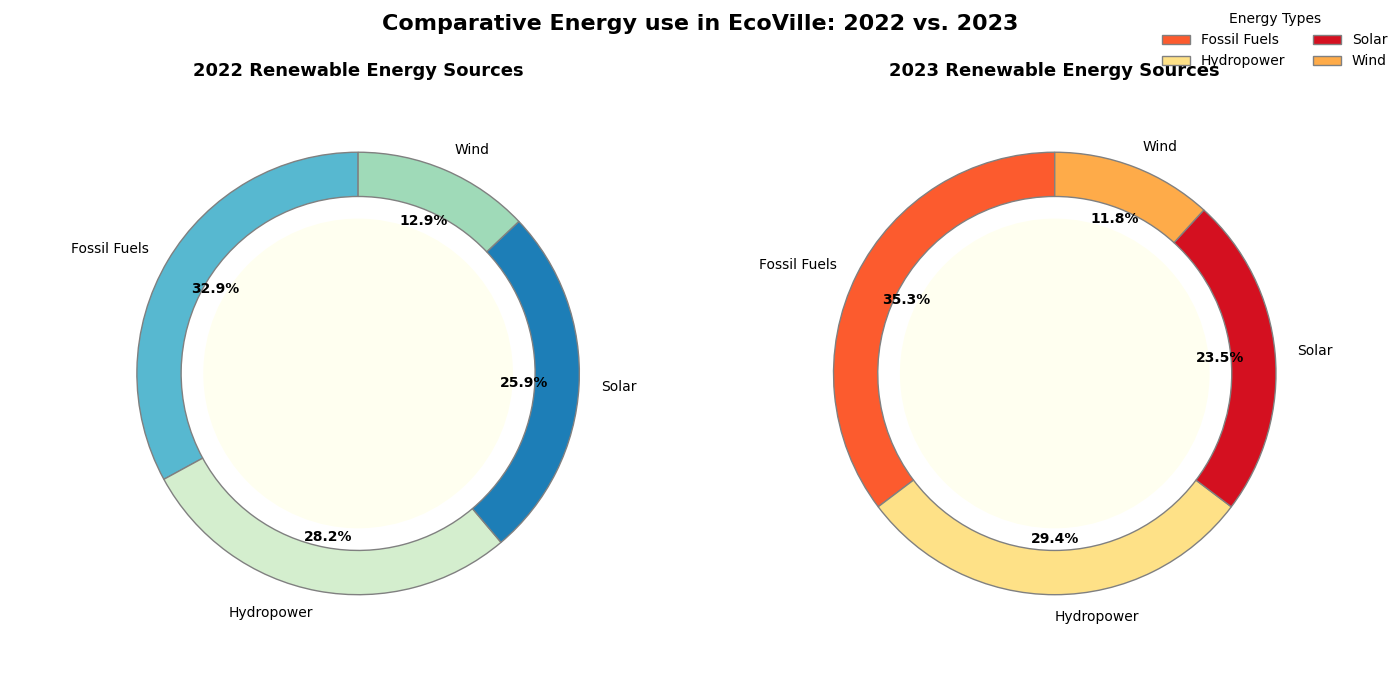 Comparative Energy use in EcoVille: 2022 vs. 2023
Energy Types
Fossil Fuels
Hydropower
Solar
Wind
2022 Renewable Energy Sources
Wind
12.9%
Fossil Fuels
32.9%
25.9%
Solar
28.2%
Hydropower
2023 Renewable Energy Sources
Wind
11.8%
Fossil Fuels
35.3%
23.5%
Solar
29.4%
Hydropower